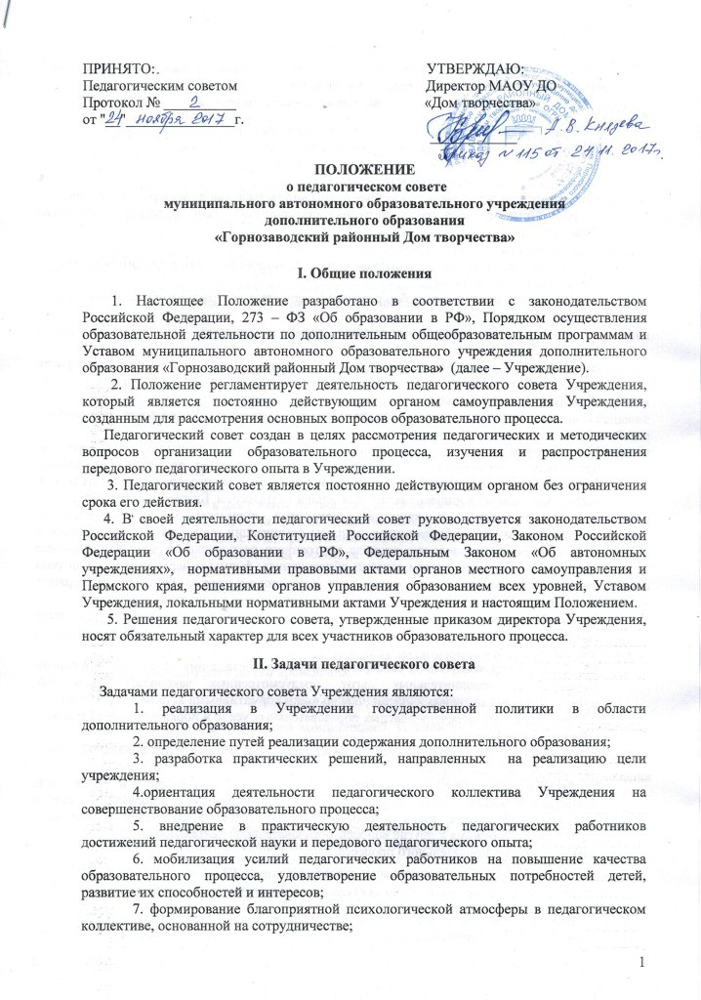 ПРИНЯТО: УТВЕРЖДАЮ:
Педагогическим советом Директор МАОУ ДО
Протокол № 2 «Дом творчества»
от "24" ноября 2017 г. А.В. Князева
Приказ № 115 от 24.11.2017г.
ПОЛОЖЕНИЕ
о педагогическом совете
муниципального автономного образовательного учреждения
дополнительного образования
«Горнозаводский районный Дом творчества»
I. Общие положения
1. Настоящее Положение разработано в соответствии с законодательством
Российской Федерации, 273 – ФЗ «Об образовании в РФ», Порядком осуществления
образовательной деятельности по дополнительным общеобразовательным программам и
Уставом муниципального автономного образовательного учреждения дополнительного
образования «Горнозаводский районный Дом творчества» (далее – Учреждение).
2. Положение регламентирует деятельность педагогического совета Учреждения,
который является постоянно действующим органом самоуправления Учреждения,
созданным для рассмотрения основных вопросов образовательного процесса.
Педагогический совет создан в целях рассмотрения педагогических и методических
вопросов организации образовательного процесса, изучения и распространения
передового педагогического опыта в Учреждении.
3. Педагогический совет является постоянно действующим органом без ограничения
срока его действия.
4. В своей деятельности педагогический совет руководствуется законодательством
Российской Федерации, Конституцией Российской Федерации, Законом Российской
Федерации «Об образовании в РФ», Федеральным Законом «Об автономных
учреждениях», нормативными правовыми актами органов местного самоуправления и
Пермского края, решениями органов управления образованием всех уровней, Уставом
Учреждения, локальными нормативными актами Учреждения и настоящим Положением.
5. Решения педагогического совета, утвержденные приказом директора Учреждения,
носят обязательный характер для всех участников образовательного процесса.
II. Задачи педагогического совета
Задачами педагогического совета Учреждения являются:
1. реализация в Учреждении государственной политики в области
дополнительного образования;
2. определение путей реализации содержания дополнительного образования;
3. разработка практических решений, направленных на реализацию цели
учреждения;
4.ориентация деятельности педагогического коллектива Учреждения на
совершенствование образовательного процесса;
5. внедрение в практическую деятельность педагогических работников
достижений педагогической науки и передового педагогического опыта;
6. мобилизация усилий педагогических работников на повышение качества
образовательного процесса, удовлетворение образовательных потребностей детей,
развитие их способностей и интересов;
7. формирование благоприятной психологической атмосферы в педагогическом
коллективе, основанной на сотрудничестве;
1